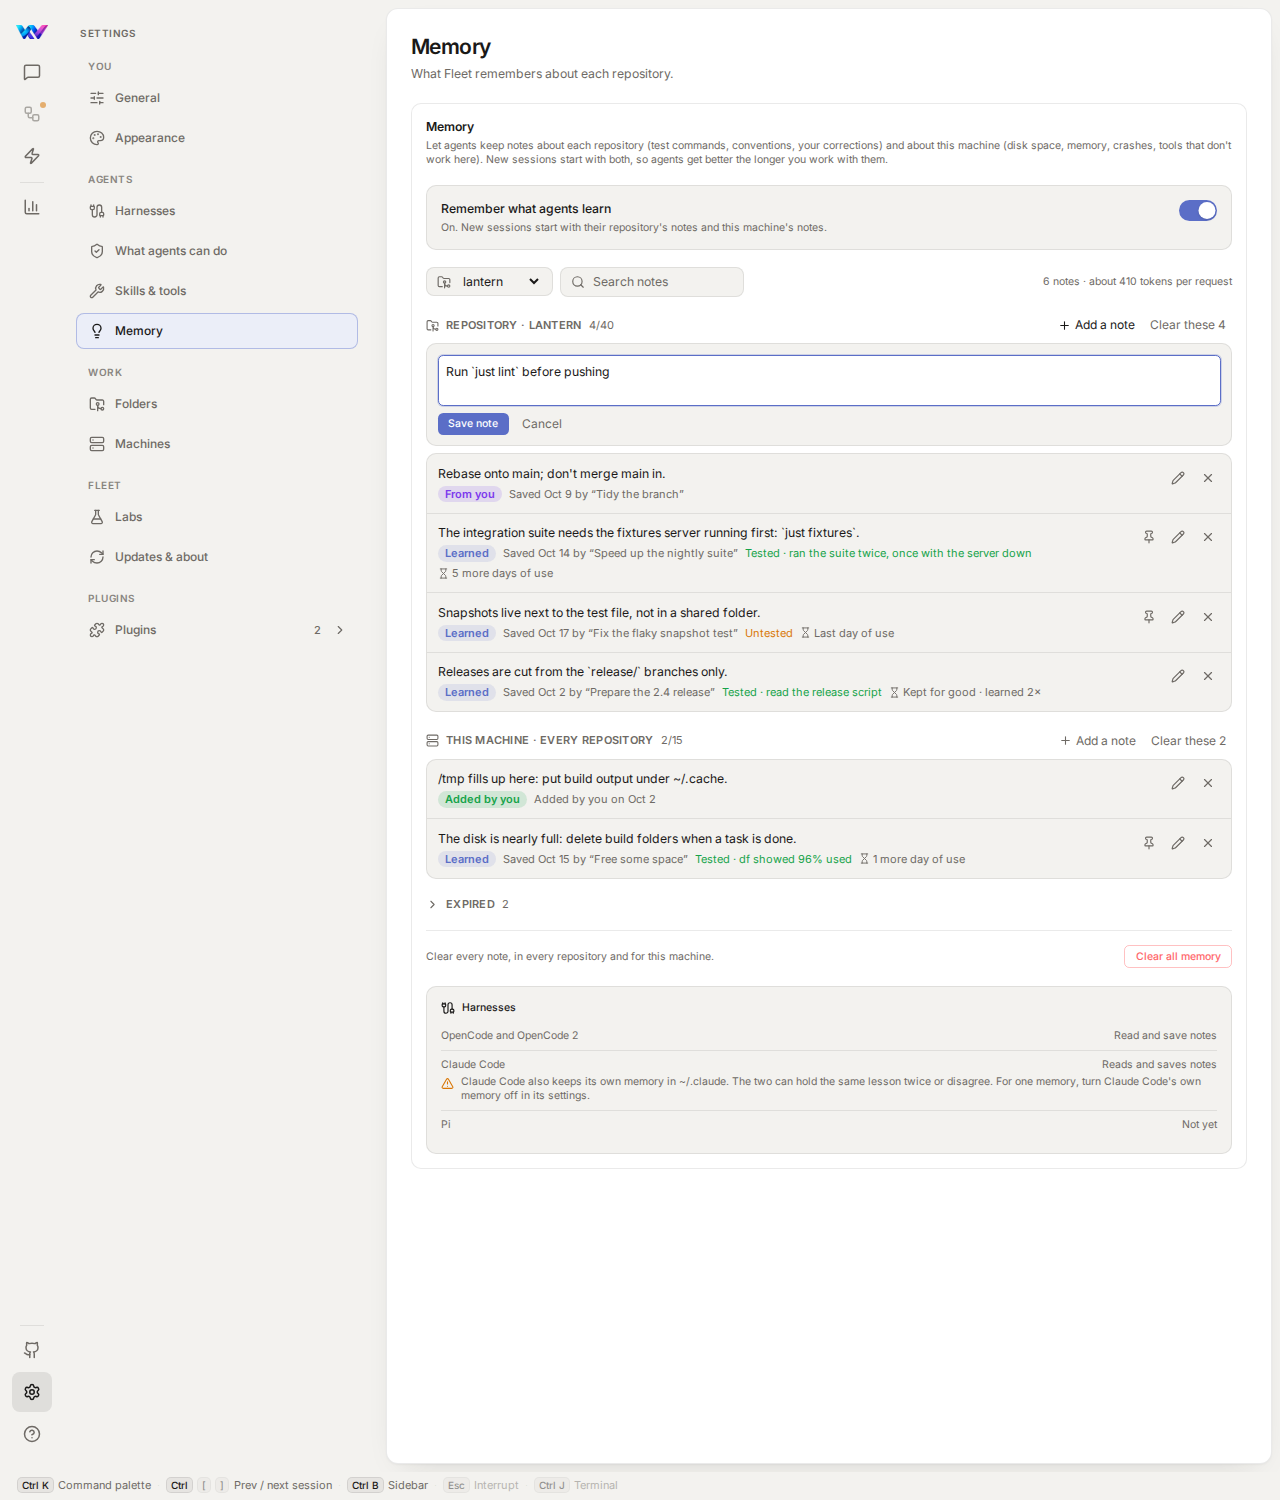 SETTINGS
YOU
General
Appearance
AGENTS
Harnesses
What agents can do
Skills & tools
Memory
WORK
Folders
Machines
FLEET
Labs
Updates & about
PLUGINS
Plugins 2
Memory
What Fleet remembers about each repository.
Memory
Let agents keep notes about each repository (test commands, conventions, your corrections) and about this machine (disk space, memory, crashes, tools that don't
work here). New sessions start with both, so agents get better the longer you work with them.
Remember what agents learn
On. New sessions start with their repository's notes and this machine's notes.
lantern
Search notes
6 notes · about 410 tokens per request
REPOSITORY · LANTERN 4/40
Add a note
Clear these 4
Run `just lint` before pushing
Save note
Cancel
Rebase onto main; don't merge main in.
From you Saved Oct 9 by “Tidy the branch”
The integration suite needs the fixtures server running first: `just fixtures`.
Learned Saved Oct 14 by “Speed up the nightly suite” Tested · ran the suite twice, once with the server down
5 more days of use
Snapshots live next to the test file, not in a shared folder.
Learned Saved Oct 17 by “Fix the flaky snapshot test” Untested Last day of use
Releases are cut from the `release/` branches only.
Learned Saved Oct 2 by “Prepare the 2.4 release” Tested · read the release script Kept for good · learned 2×
THIS MACHINE · EVERY REPOSITORY 2/15
Add a note
Clear these 2
/tmp fills up here: put build output under ~/.cache.
Added by you Added by you on Oct 2
The disk is nearly full: delete build folders when a task is done.
Learned Saved Oct 15 by “Free some space” Tested · df showed 96% used 1 more day of use
EXPIRED 2
Clear every note, in every repository and for this machine.
Clear all memory
Harnesses
OpenCode and OpenCode 2 Read and save notes
Claude Code Reads and saves notes
Claude Code also keeps its own memory in ~/.claude. The two can hold the same lesson twice or disagree. For one memory, turn Claude Code's own
memory off in its settings.
Pi Not yet
Ctrl K Command palette Ctrl [ ] Prev / next session Ctrl B Sidebar Esc Interrupt Ctrl J Terminal